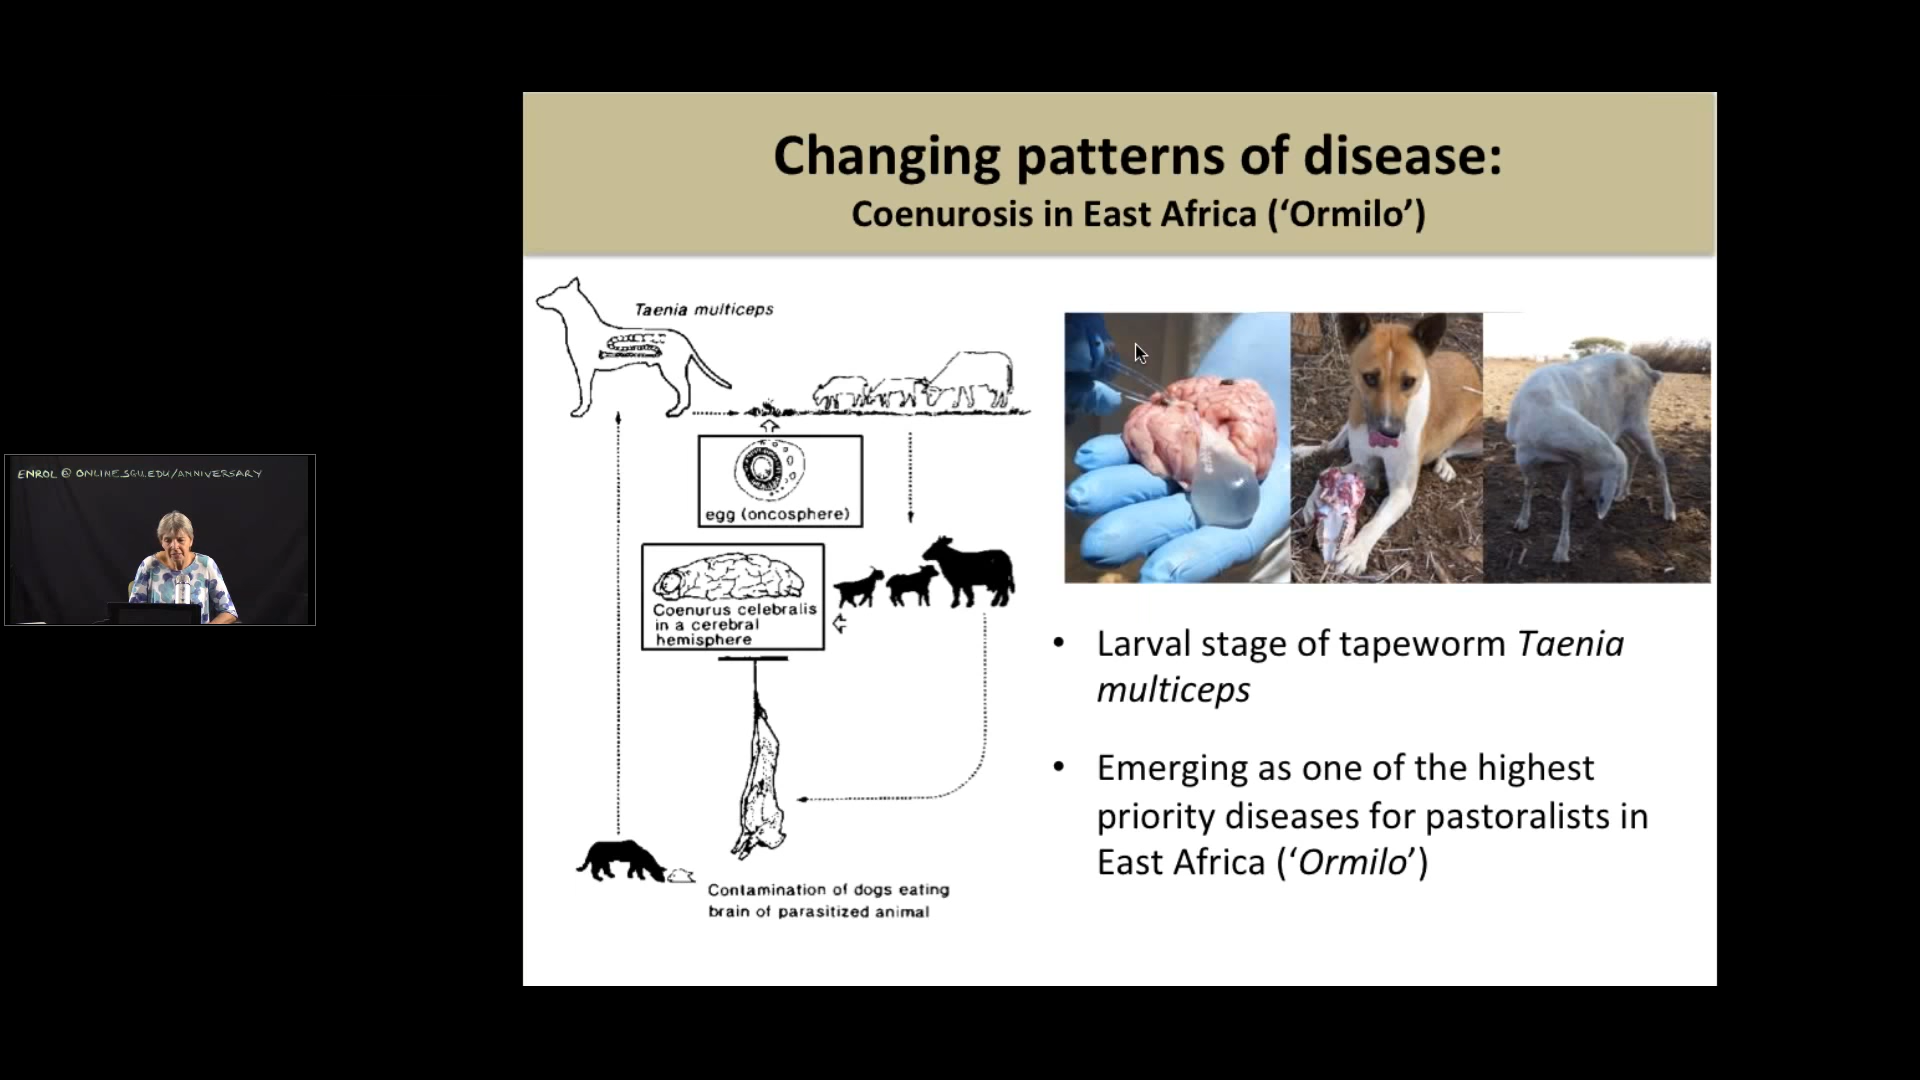 ENROL @ ONLINE.SGU.EDU/ANNIVERSARY
Changing patterns of disease:
Coenurosis in East Africa (‘Ormilo’)
Taenia multiceps
egg (oncosphere)
Coenurus celebralis
in a cerebral
hemisphere
Contamination of dogs eating
brain of parasitized animal
• Larval stage of tapeworm Taenia
multiceps
• Emerging as one of the highest
priority diseases for pastoralists in
East Africa (‘Ormilo’)